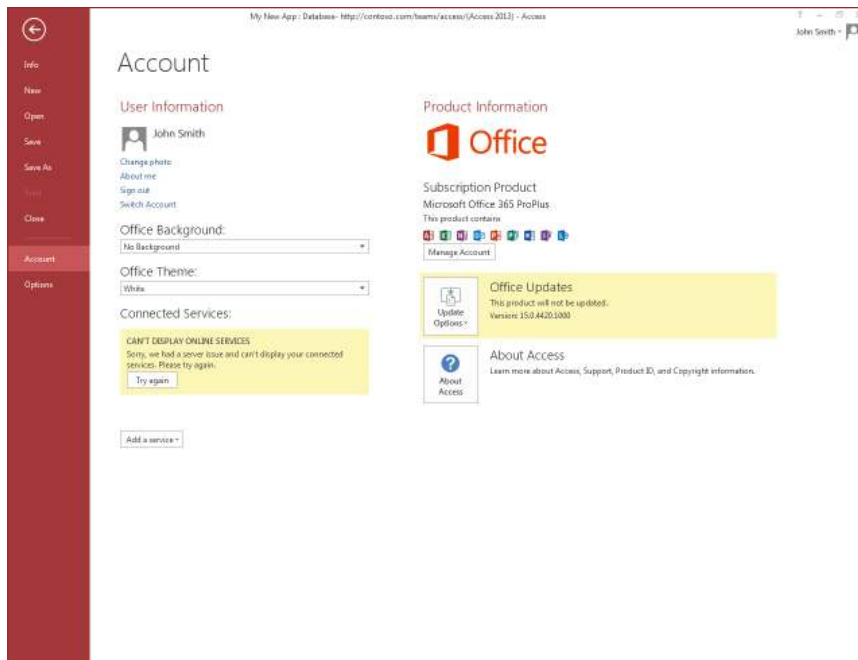 My New App : Database- http://contoso.com/teams/access/(Access 2013) - Access
? – 
John Smith
Info
New
Open
Save
Save As
Print
Close
Account
Options
Account
User Information
John Smith
Change photo
About me
Sign out
Switch Account
Office Background:
No Background
Office Theme:
White
Connected Services:
CAN'T DISPLAY ONLINE SERVICES
Sorry, we had a server issue and can't display your connected
services. Please try again.
Try again
Add a service
Product Information
Office
Subscription Product
Microsoft Office 365 ProPlus
This product contains
Manage Account
Update
Options
Office Updates
This product will not be updated.
Version: 15.0.4420.1000
?
About
Access
About Access
Learn more about Access, Support, Product ID, and Copyright information.